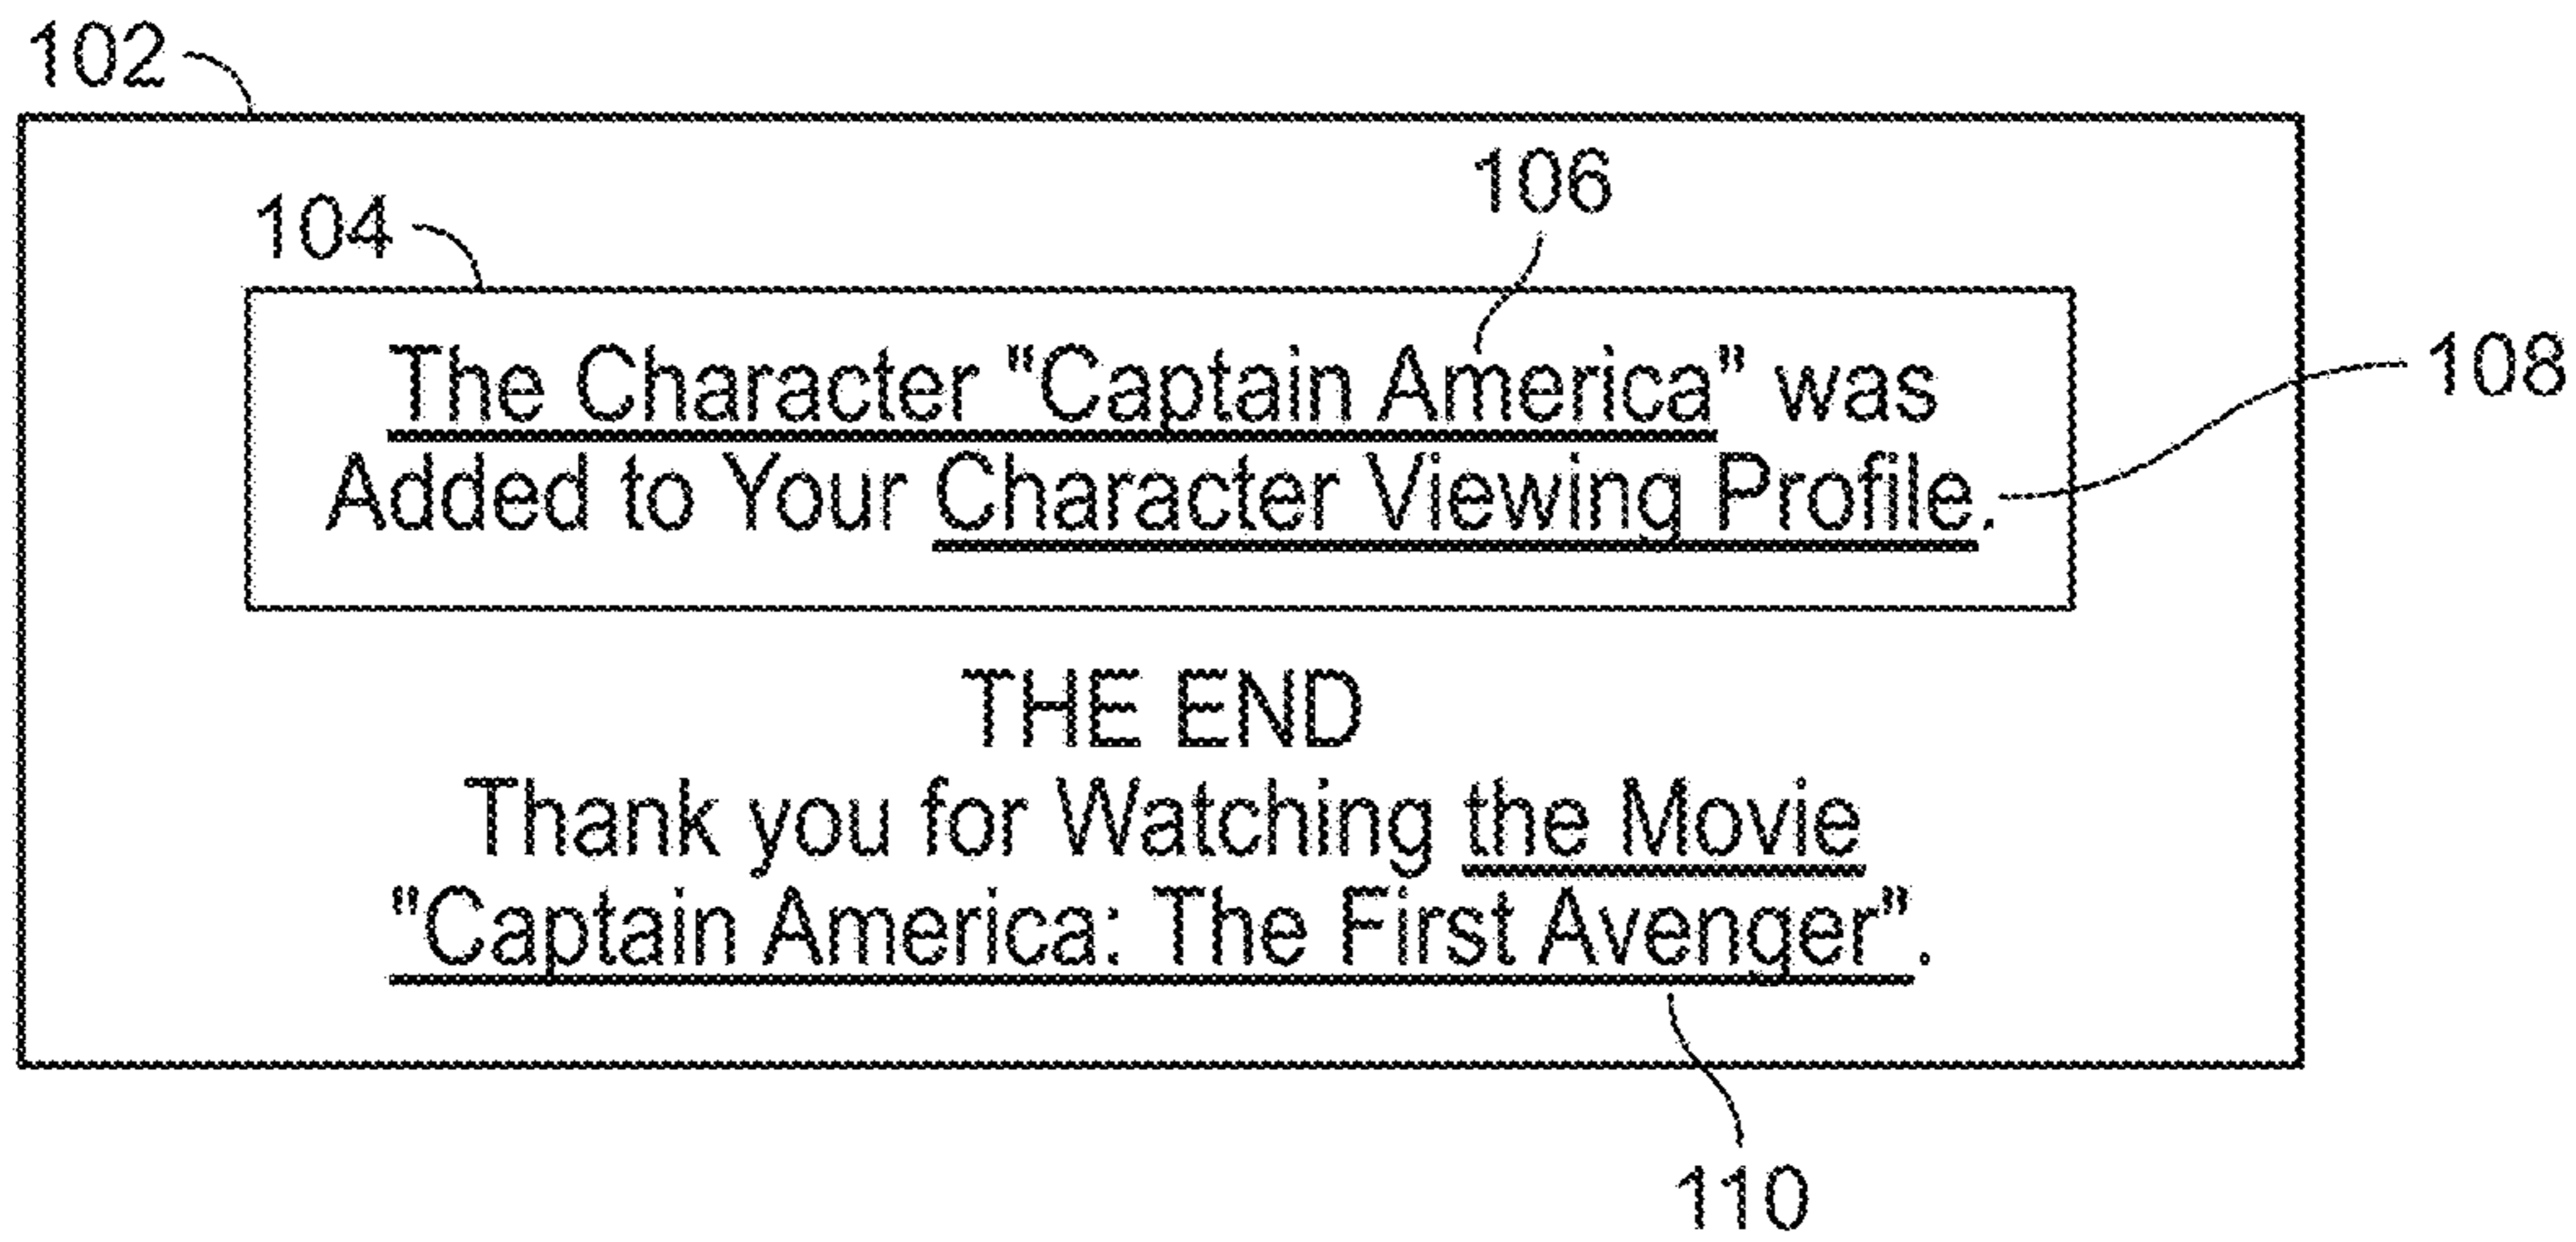 102
106
104
The Character "Captain America" was
108
Added to Your Character Viewing Profile.
THE END
Thank you for Watching the Movie
"Captain America: The First Avenger".
110